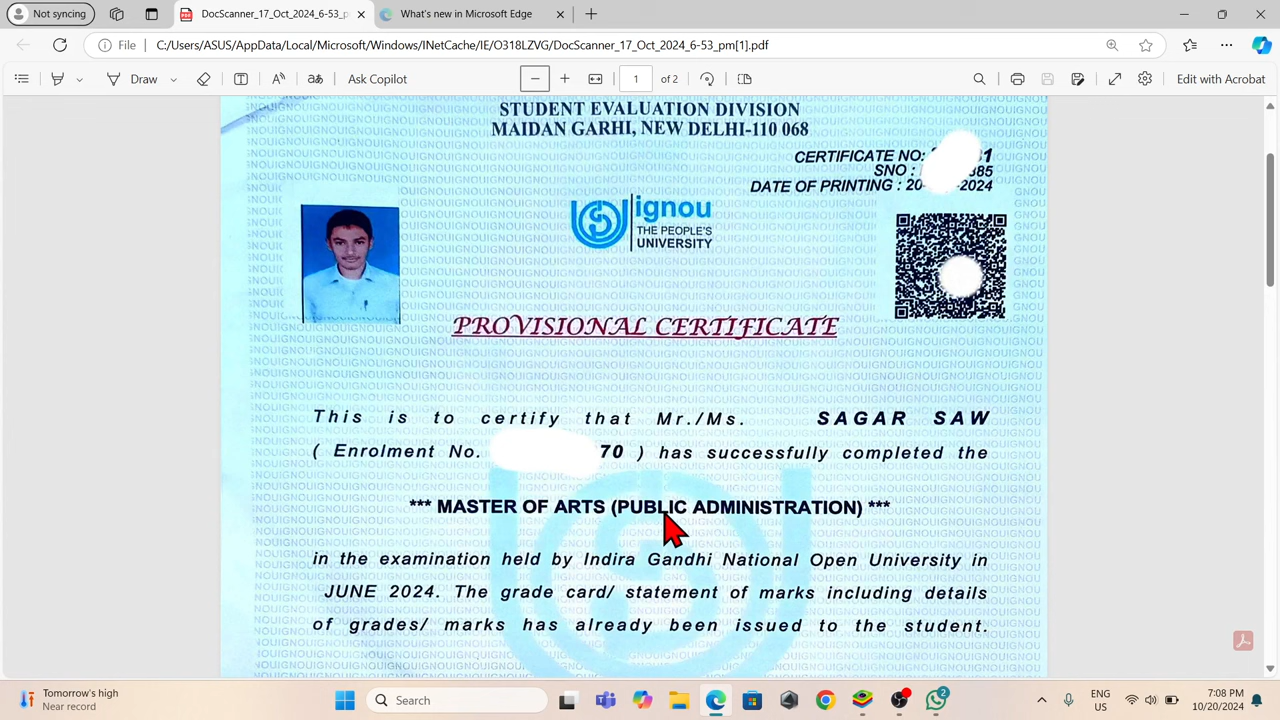 Not syncing
DocScanner_17_Oct_2024_6-53_p
What's new in Microsoft Edge
File
C:/Users/ASUS/AppData/Local/Microsoft/Windows/INetCache/IE/O318LZVG/DocScanner_17_Oct_2024_6-53_pm[1].pdf
Draw
Ask Copilot
1
of 2
Edit with Acrobat
STUDENT EVALUATION DIVISION
MAIDAN GARHI, NEW DELHI-110 068
CERTIFICATE NO: 1
SNO : 385
DATE OF PRINTING : 20- -2024
ignou
THE PEOPLE'S
UNIVERSITY
PROVISIONAL CERTIFICATE
This is to certify that Mr./Ms. SAGAR SAW
( Enrolment No. 70 ) has successfully completed the
*** MASTER OF ARTS (PUBLIC ADMINISTRATION) ***
in the examination held by Indira Gandhi National Open University in
JUNE 2024. The grade card/ statement of marks including details
of grades/ marks has already been issued to the student.
Tomorrow's high
Near record
Search
2
ENG
US
7:08 PM
10/20/2024